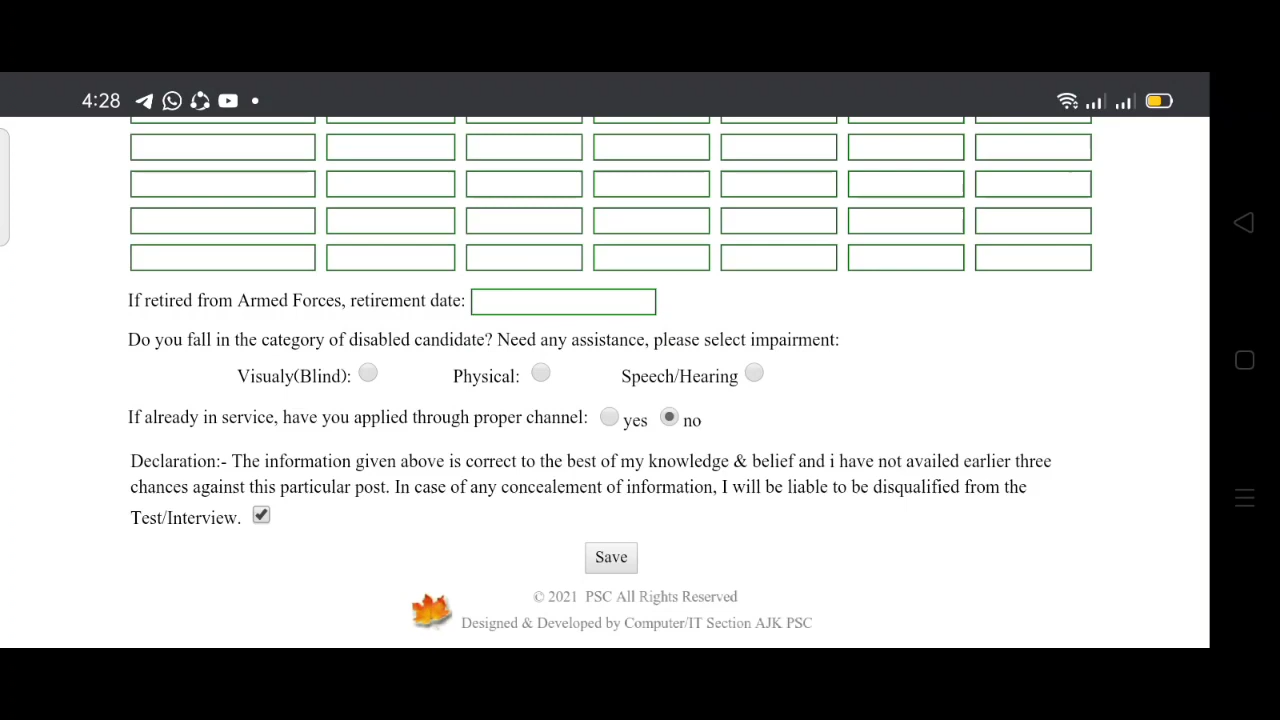 4:28
If retired from Armed Forces, retirement date:
Do you fall in the category of disabled candidate? Need any assistance, please select impairment:
Visualy(Blind): Physical: Speech/Hearing
If already in service, have you applied through proper channel: yes no
Declaration:- The information given above is correct to the best of my knowledge & belief and i have not availed earlier three
chances against this particular post. In case of any concealement of information, I will be liable to be disqualified from the
Test/Interview.
Save
© 2021 PSC All Rights Reserved
Designed & Developed by Computer/IT Section AJK PSC